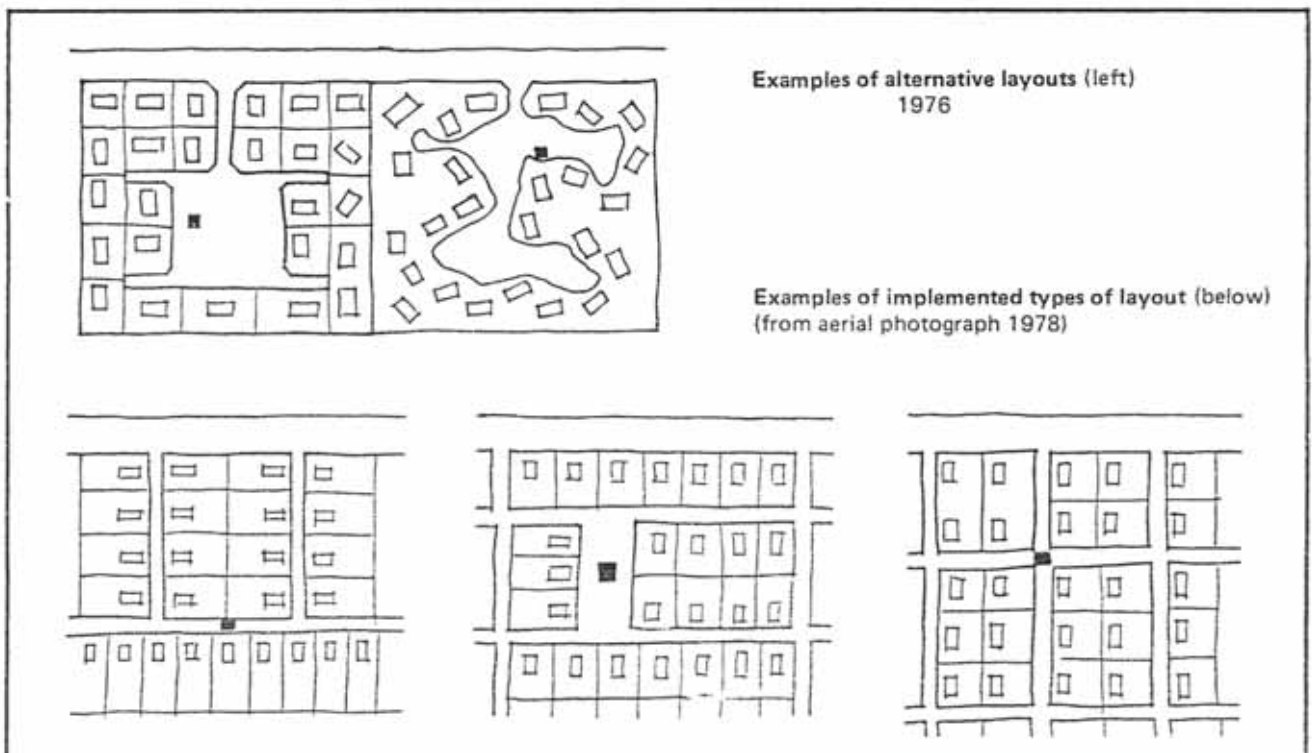 Examples of alternative layouts (left)
1976
Examples of implemented types of layout (below)
(from aerial photograph 1978)